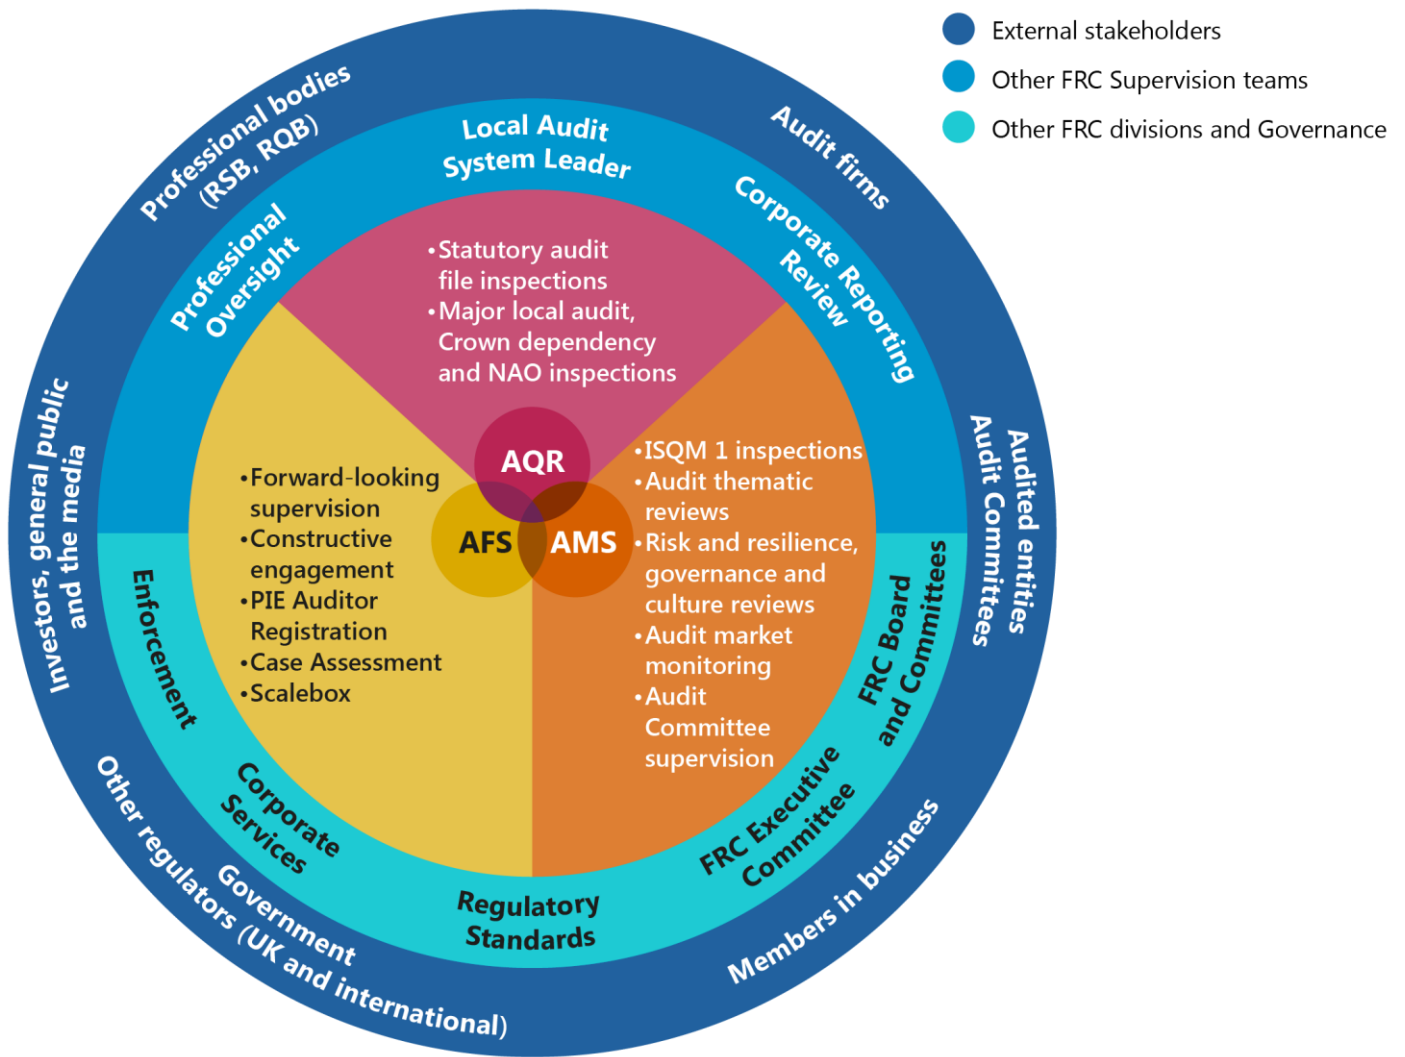 External stakeholders
Other FRC Supervision teams
Other FRC divisions and Governance
Professional bodies
(RSB, RQB)
Audit firms
Audited entities
Audit Committees
Members in business
Government
Other regulators (UK and international)
Investors, general public
and the media
Professional
Oversight
Local Audit
System Leader
Corporate Reporting
Review
FRC Board
and Committees
FRC Executive
Committee
Regulatory
Standards
Corporate
Services
Enforcement
•Statutory audit
file inspections
•Major local audit,
Crown dependency
and NAO inspections
AQR
AFS
AMS
•Forward-looking
supervision
•Constructive
engagement
•PIE Auditor
Registration
•Case Assessment
•Scalebox
•ISQM 1 inspections
•Audit thematic
reviews
•Risk and resilience,
governance and
culture reviews
•Audit market
monitoring
•Audit
Committee
supervision